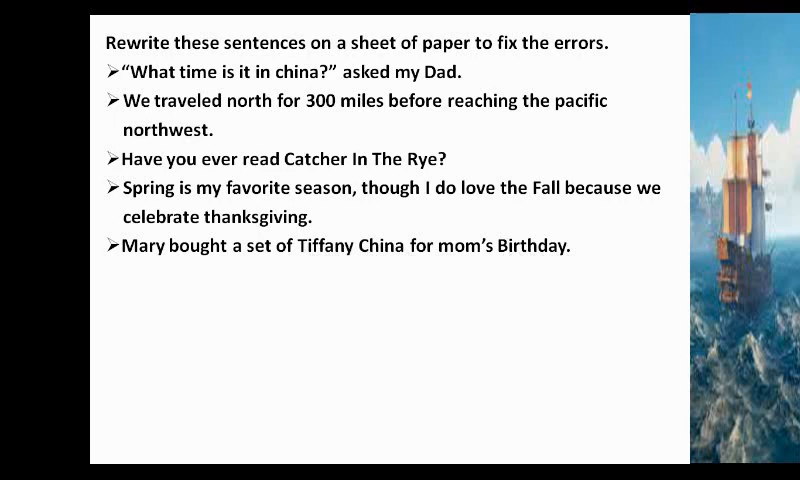 Rewrite these sentences on a sheet of paper to fix the errors.
➢“What time is it in china?” asked my Dad.
➢We traveled north for 300 miles before reaching the pacific
northwest.
➢Have you ever read Catcher In The Rye?
➢Spring is my favorite season, though I do love the Fall because we
celebrate thanksgiving.
➢Mary bought a set of Tiffany China for mom’s Birthday.